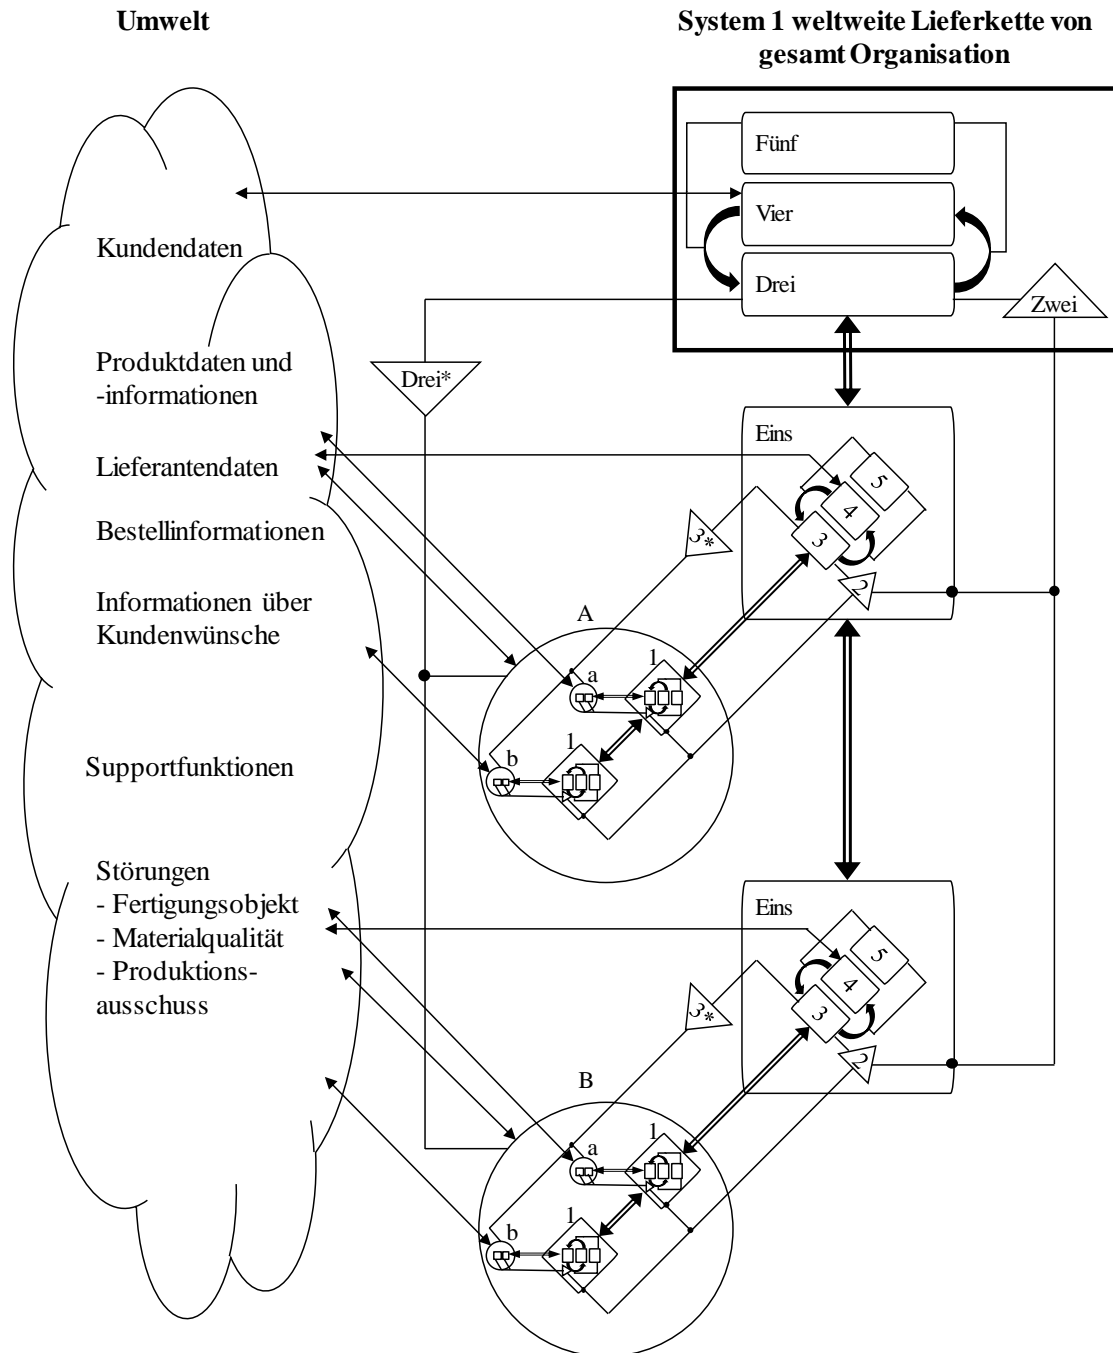 Umwelt
System 1 weltweite Lieferkette von
gesamt Organisation
Fünf
Vier
Drei
Zwei
Kundendaten
Produktdaten und
-informationen
Lieferantendaten
Bestellinformationen
Informationen über
Kundenwünsche
Supportfunktionen
Störungen
- Fertigungsobjekt
- Materialqualität
- Produktions-
ausschuss
Drei*
Eins
5
4
3
2
3*
A
1
a
1
b
Eins
5
4
3
2
3*
B
1
a
1
b